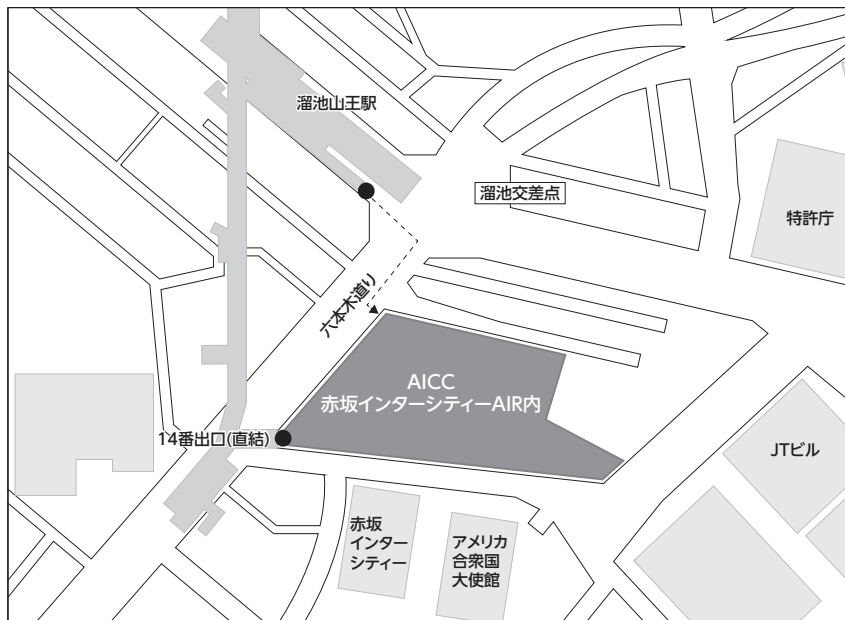 溜池山王駅
溜池交差点
特許庁
六本木道り
AICC
赤坂インターシティーAIR内
14番出口(直結)
JTビル
赤坂
インター
シティー
アメリカ
合衆国
大使館